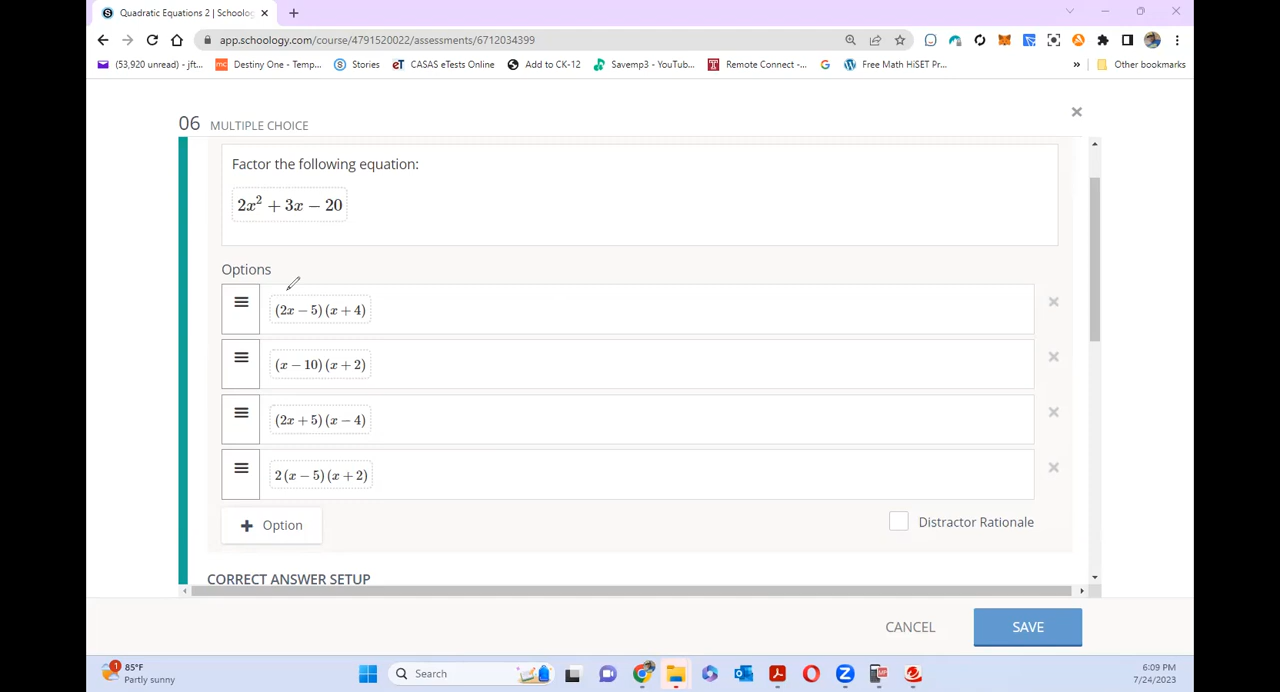 Quadratic Equations 2 | Schoolog
app.schoology.com/course/4791520022/assessments/6712034399
(53,920 unread) - jft... Destiny One - Temp... Stories CASAS eTests Online Add to CK-12 Savemp3 - YouTub... Remote Connect -... Free Math HiSET Pr... » Other bookmarks
06 MULTIPLE CHOICE
Factor the following equation:
2x² + 3x − 20
Options
(2x − 5)(x + 4)
(x − 10)(x + 2)
(2x + 5)(x − 4)
2(x − 5)(x + 2)
+ Option
Distractor Rationale
CORRECT ANSWER SETUP
CANCEL SAVE
1 85°F
Partly sunny
Search
6:09 PM
7/24/2023